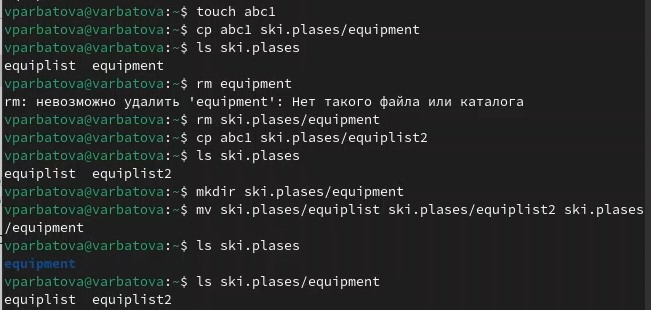 vparbatova@varbatova:~$ touch abc1
vparbatova@varbatova:~$ cp abc1 ski.plases/equipment
vparbatova@varbatova:~$ ls ski.plases
equiplist  equipment
vparbatova@varbatova:~$ rm equipment
rm: невозможно удалить 'equipment': Нет такого файла или каталога
vparbatova@varbatova:~$ rm ski.plases/equipment
vparbatova@varbatova:~$ cp abc1 ski.plases/equiplist2
vparbatova@varbatova:~$ ls ski.plases
equiplist  equiplist2
vparbatova@varbatova:~$ mkdir ski.plases/equipment
vparbatova@varbatova:~$ mv ski.plases/equiplist ski.plases/equiplist2 ski.plases
/equipment
vparbatova@varbatova:~$ ls ski.plases
equipment
vparbatova@varbatova:~$ ls ski.plases/equipment
equiplist  equiplist2